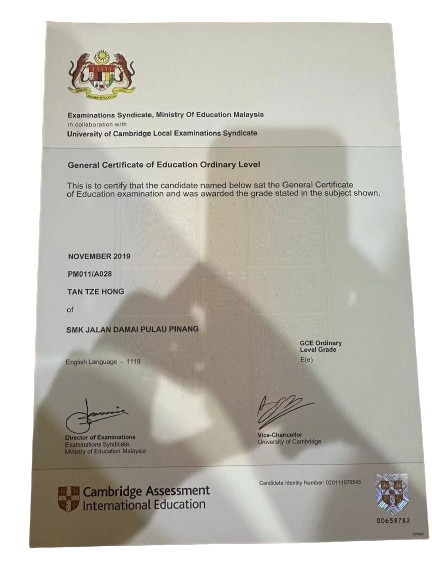 Examinations Syndicate, Ministry Of Education Malaysia
in collaboration with
University of Cambridge Local Examinations Syndicate
General Certificate of Education Ordinary Level
This is to certify that the candidate named below sat the General Certificate
of Education examination and was awarded the grade stated in the subject shown.
NOVEMBER 2019
PM011/A028
TAN TZE HONG
of
SMK JALAN DAMAI PULAU PINANG
GCE Ordinary
Level Grade
English Language - 1119
E(e)
Director of Examinations
Examinations Syndicate,
Ministry of Education Malaysia
Vice-Chancellor
University of Cambridge
Cambridge Assessment
International Education
Candidate Identity Number: 020111070545
00658782